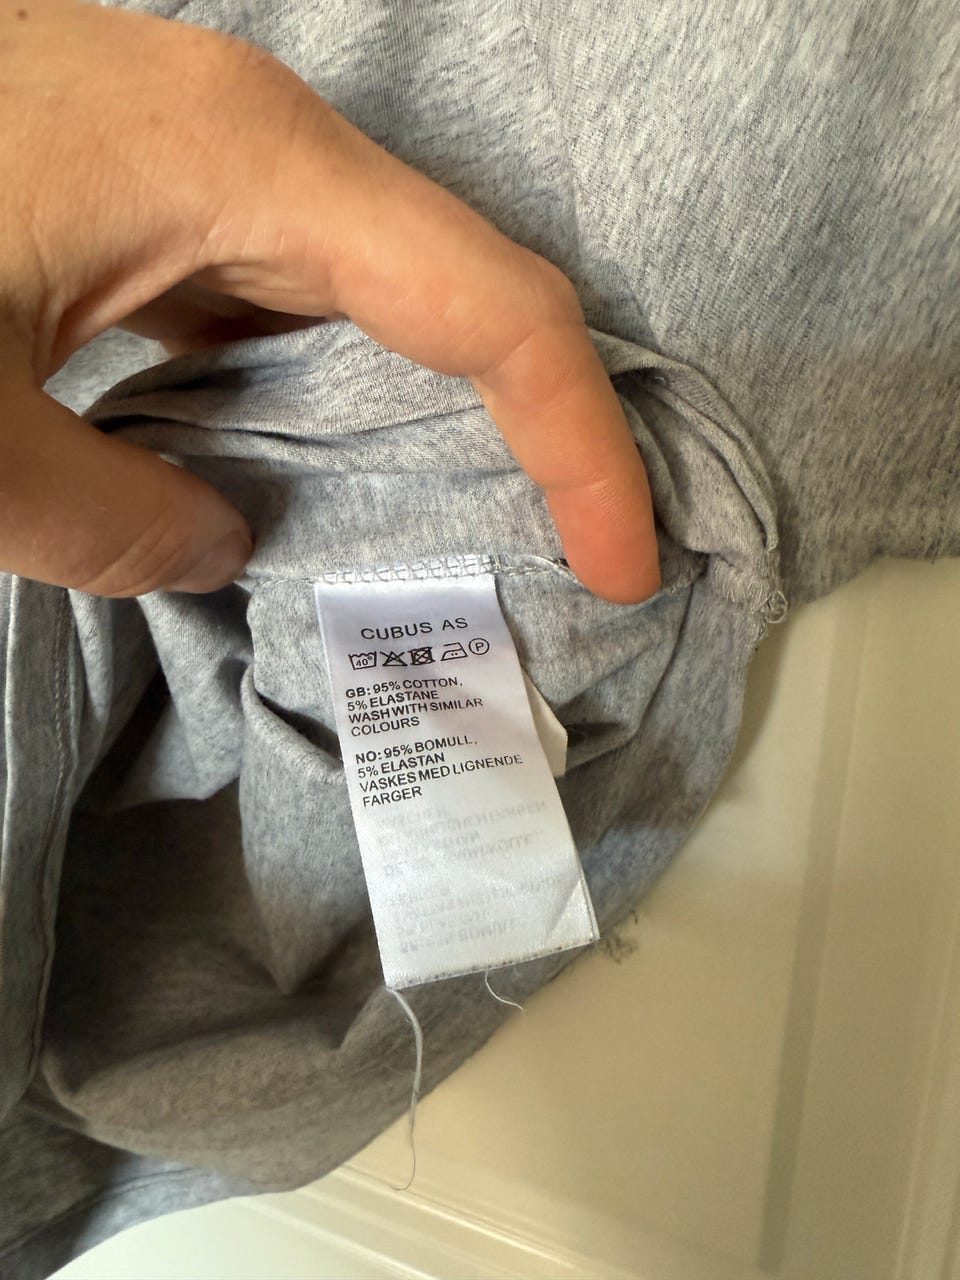 CUBUS AS
40° P
GB: 95% COTTON,
5% ELASTANE
WASH WITH SIMILAR
COLOURS
NO: 95% BOMULL,
5% ELASTAN
VASKES MED LIGNENDE
FARGER